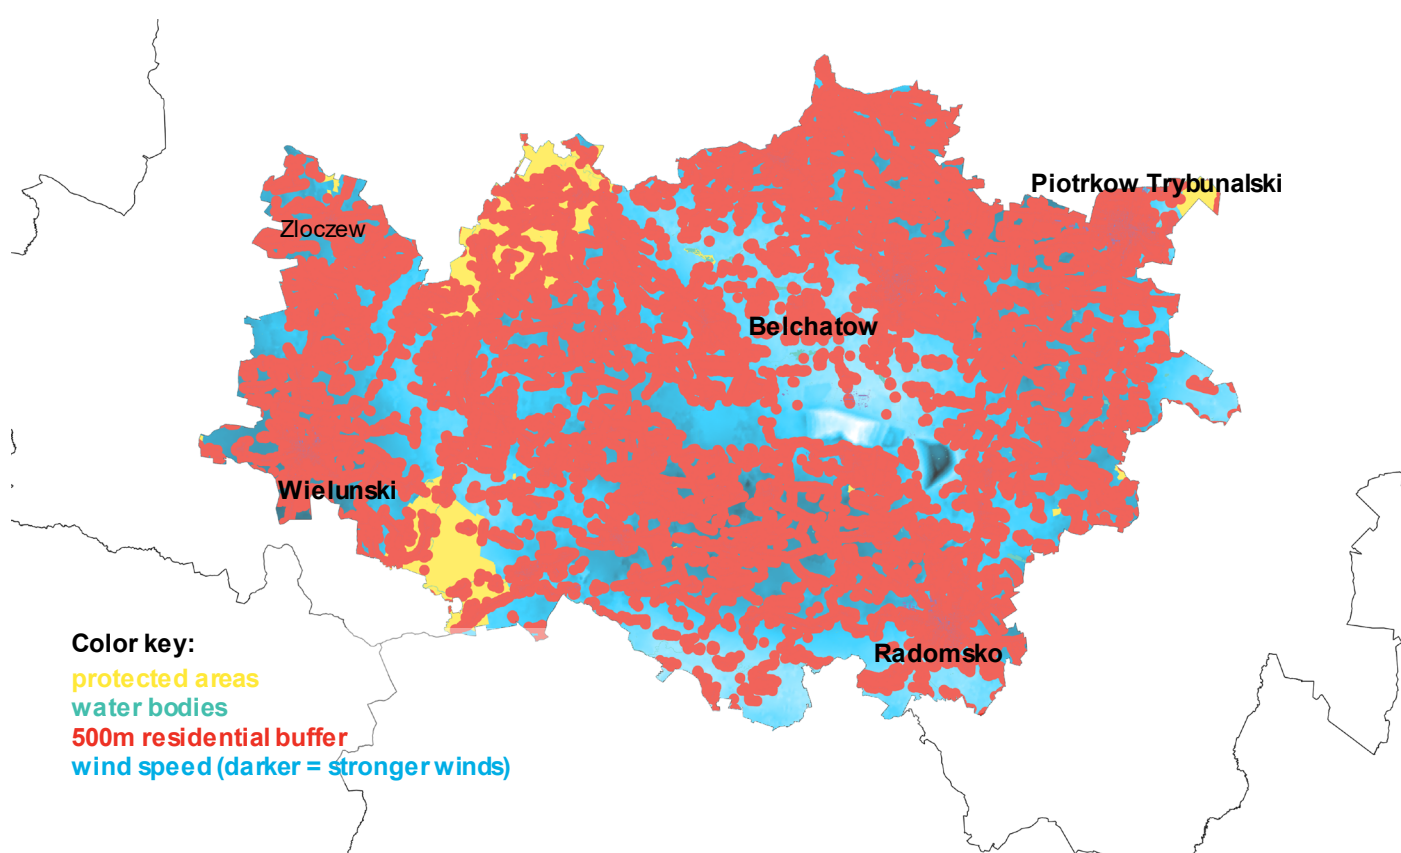 Piotrkow Trybunalski
Zloczew
Belchatow
Wielunski
Radomsko
Color key:
protected areas
water bodies
500m residential buffer
wind speed (darker = stronger winds)